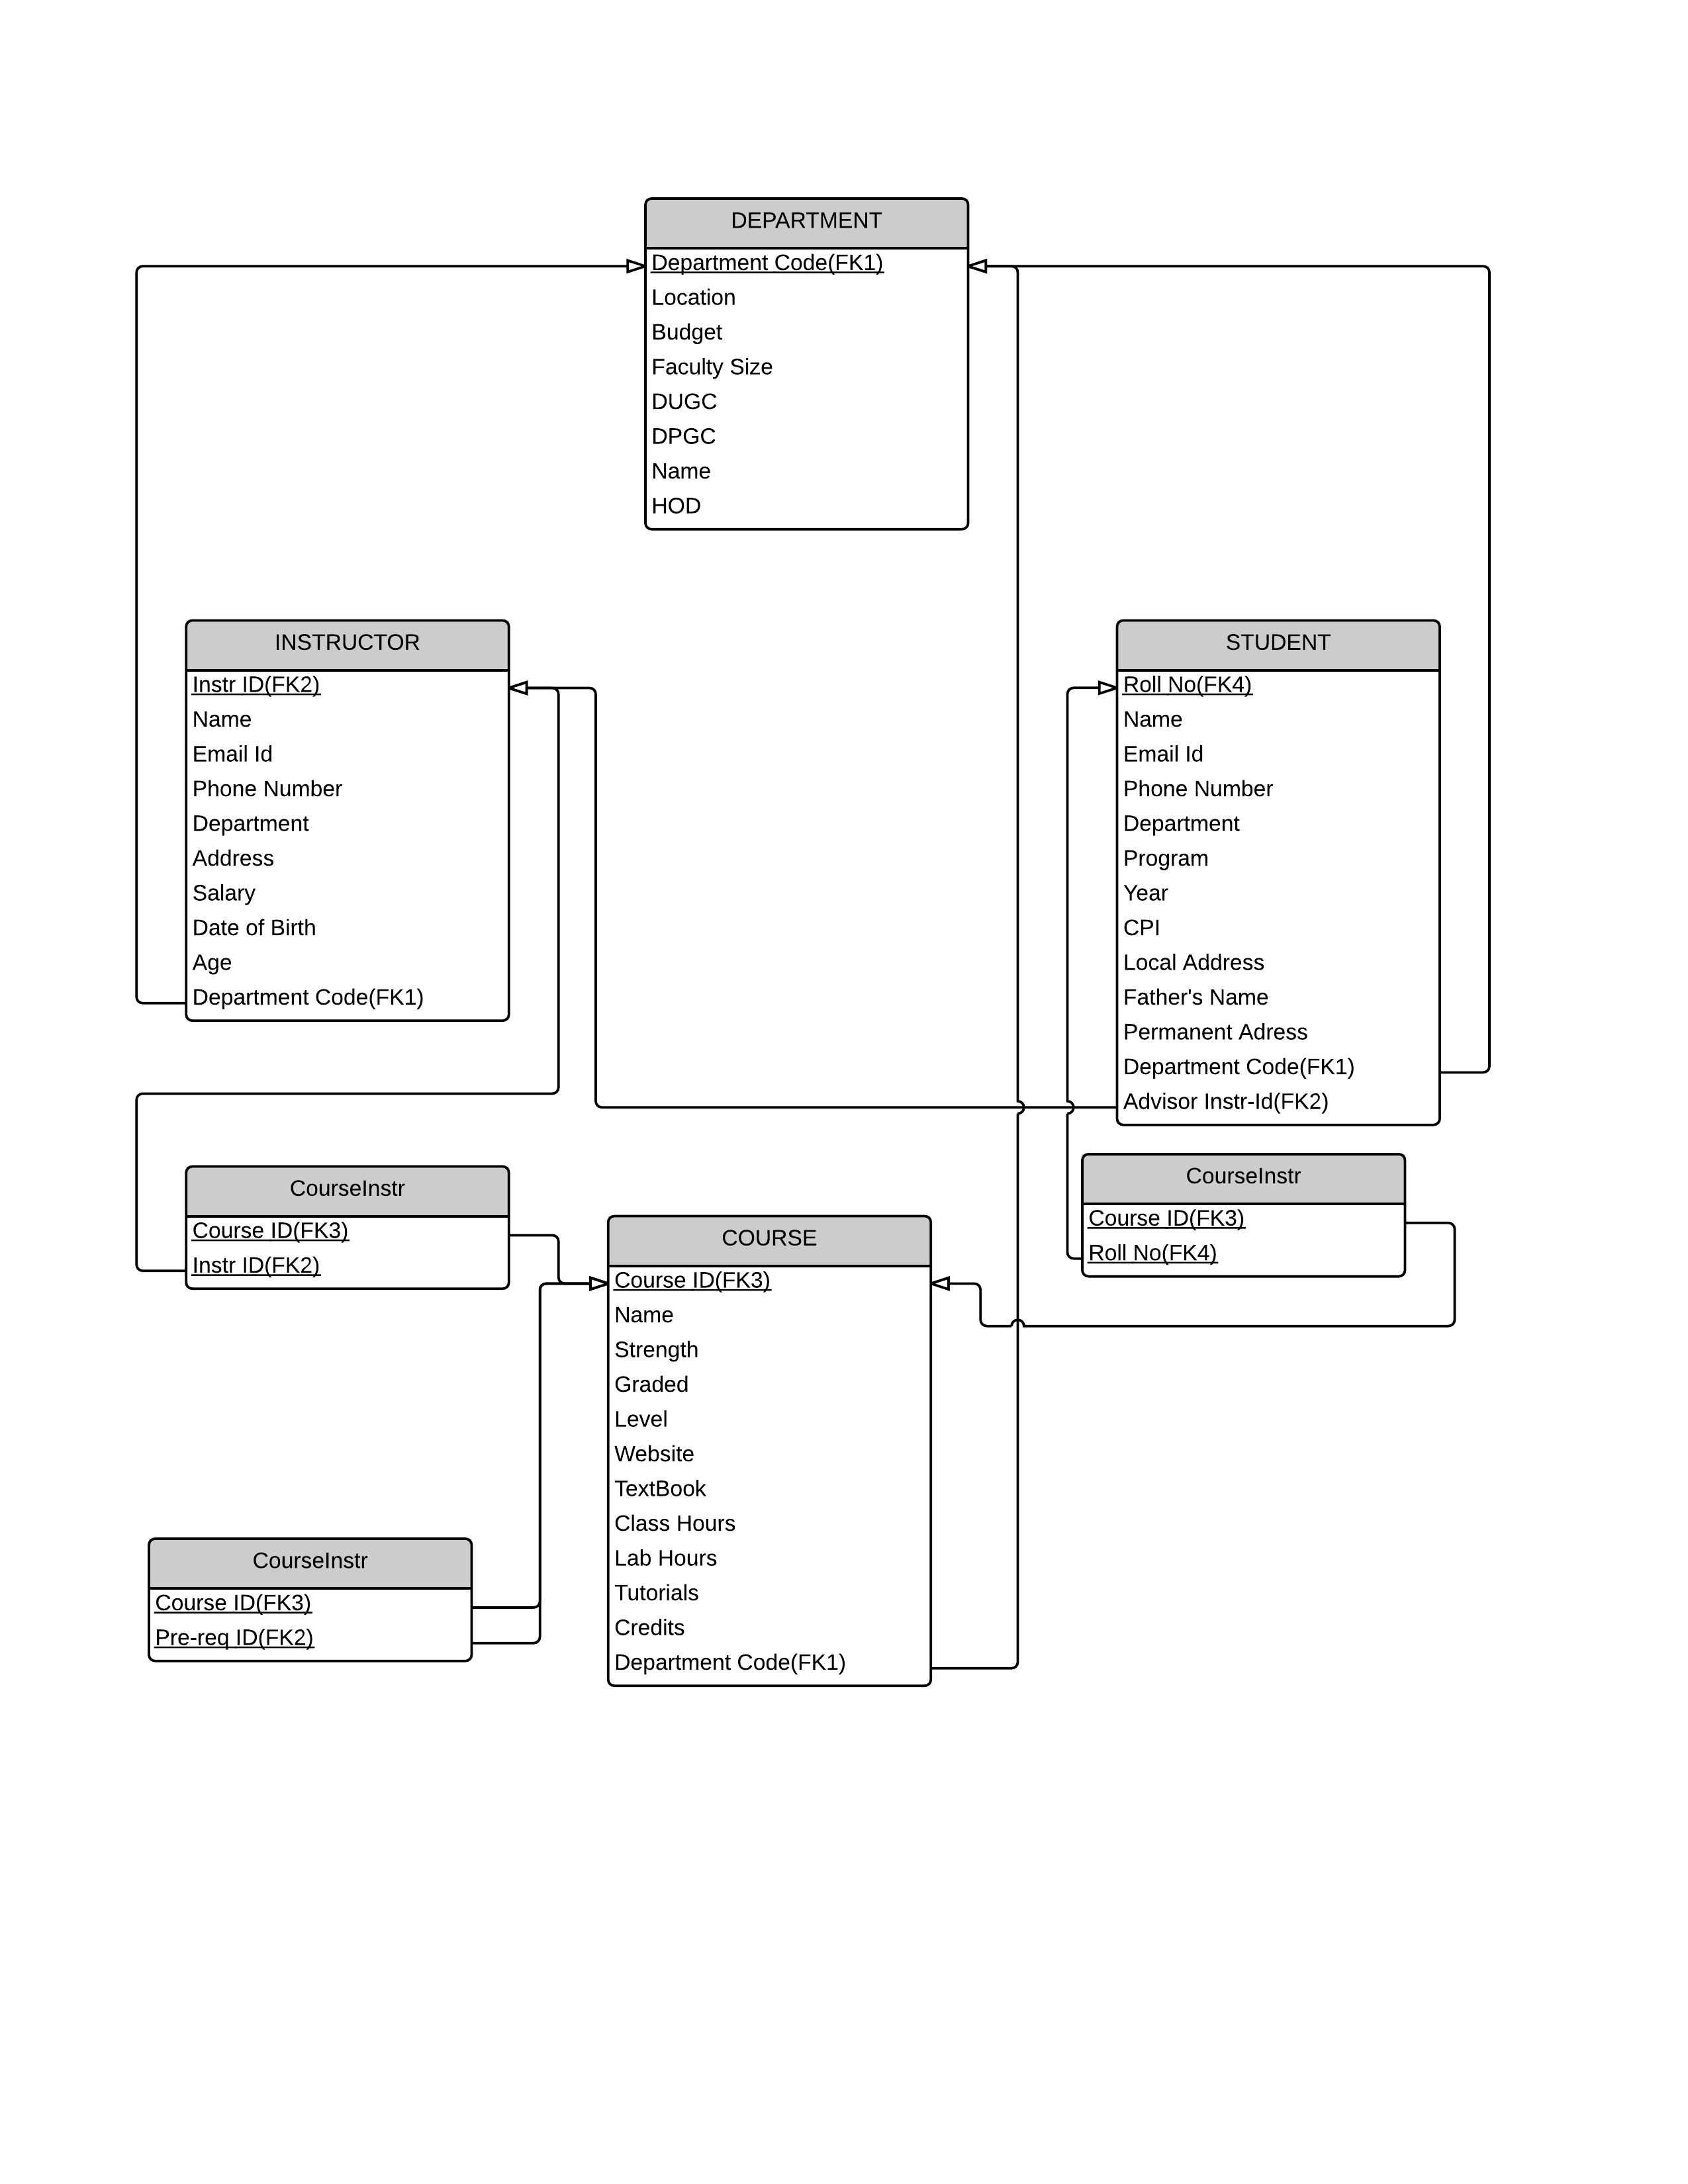 DEPARTMENT
Department Code(FK1)
Location
Budget
Faculty Size
DUGC
DPGC
Name
HOD
INSTRUCTOR
Instr ID(FK2)
Name
Email Id
Phone Number
Department
Address
Salary
Date of Birth
Age
Department Code(FK1)
STUDENT
Roll No(FK4)
Name
Email Id
Phone Number
Department
Program
Year
CPI
Local Address
Father's Name
Permanent Adress
Department Code(FK1)
Advisor Instr-Id(FK2)
CourseInstr
Course ID(FK3)
Instr ID(FK2)
COURSE
Course ID(FK3)
Name
Strength
Graded
Level
Website
TextBook
Class Hours
Lab Hours
Tutorials
Credits
Department Code(FK1)
CourseInstr
Course ID(FK3)
Roll No(FK4)
CourseInstr
Course ID(FK3)
Pre-req ID(FK2)